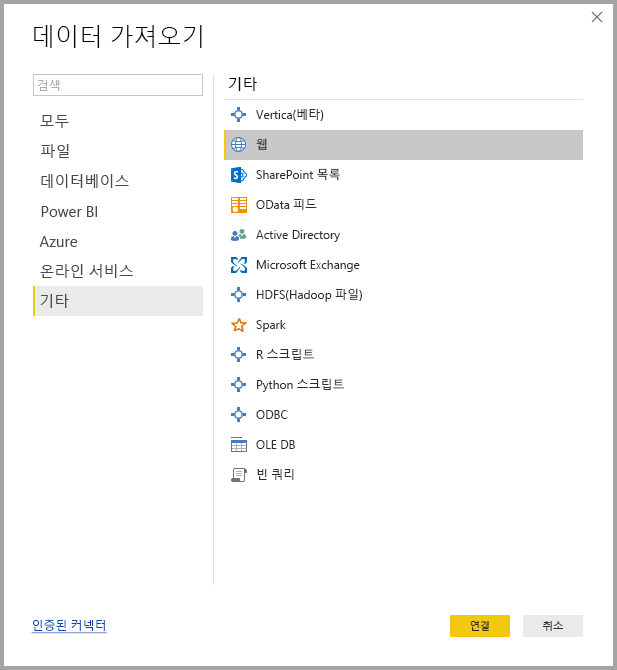 데이터 가져오기
검색
모두
파일
데이터베이스
Power BI
Azure
온라인 서비스
기타
기타
Vertica(베타)
웹
SharePoint 목록
OData 피드
Active Directory
Microsoft Exchange
HDFS(Hadoop 파일)
Spark
R 스크립트
Python 스크립트
ODBC
OLE DB
빈 쿼리
인증된 커넥터
연결
취소